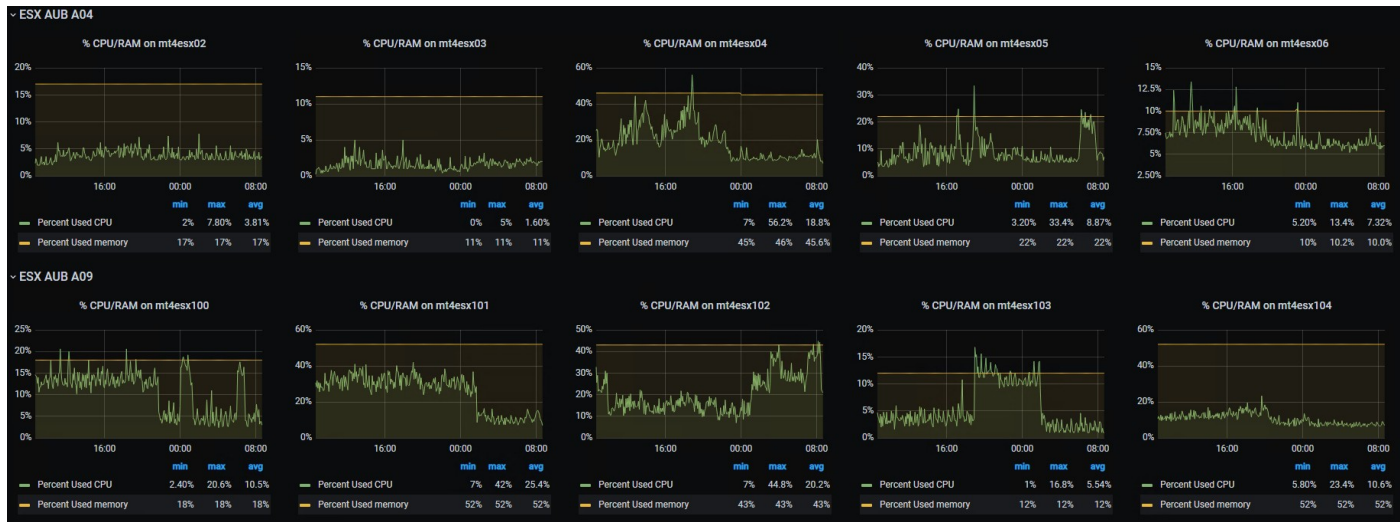 ESX AUB A04
% CPU/RAM on mt4esx02
20%
15%
10%
5%
0%
16:00 00:00 08:00
min max avg
Percent Used CPU 2% 7.80% 3.81%
Percent Used memory 17% 17% 17%
% CPU/RAM on mt4esx03
15%
10%
5%
0%
16:00 00:00 08:00
min max avg
Percent Used CPU 0% 5% 1.60%
Percent Used memory 11% 11% 11%
% CPU/RAM on mt4esx04
60%
40%
20%
0%
16:00 00:00 08:00
min max avg
Percent Used CPU 7% 56.2% 18.8%
Percent Used memory 45% 46% 45.6%
% CPU/RAM on mt4esx05
40%
30%
20%
10%
0%
16:00 00:00 08:00
min max avg
Percent Used CPU 3.20% 33.4% 8.87%
Percent Used memory 22% 22% 22%
% CPU/RAM on mt4esx06
15%
12.5%
10%
7.50%
5%
2.50%
16:00 00:00 08:00
min max avg
Percent Used CPU 5.20% 13.4% 7.32%
Percent Used memory 10% 10.2% 10.0%
ESX AUB A09
% CPU/RAM on mt4esx100
25%
20%
15%
10%
5%
0%
16:00 00:00 08:00
min max avg
Percent Used CPU 2.40% 20.6% 10.5%
Percent Used memory 18% 18% 18%
% CPU/RAM on mt4esx101
60%
40%
20%
0%
16:00 00:00 08:00
min max avg
Percent Used CPU 7% 42% 25.4%
Percent Used memory 52% 52% 52%
% CPU/RAM on mt4esx102
50%
40%
30%
20%
10%
0%
16:00 00:00 08:00
min max avg
Percent Used CPU 7% 44.8% 20.2%
Percent Used memory 43% 43% 43%
% CPU/RAM on mt4esx103
20%
15%
10%
5%
0%
16:00 00:00 08:00
min max avg
Percent Used CPU 1% 16.8% 5.54%
Percent Used memory 12% 12% 12%
% CPU/RAM on mt4esx104
60%
40%
20%
0%
16:00 00:00 08:00
min max avg
Percent Used CPU 5.80% 23.4% 10.6%
Percent Used memory 52% 52% 52%